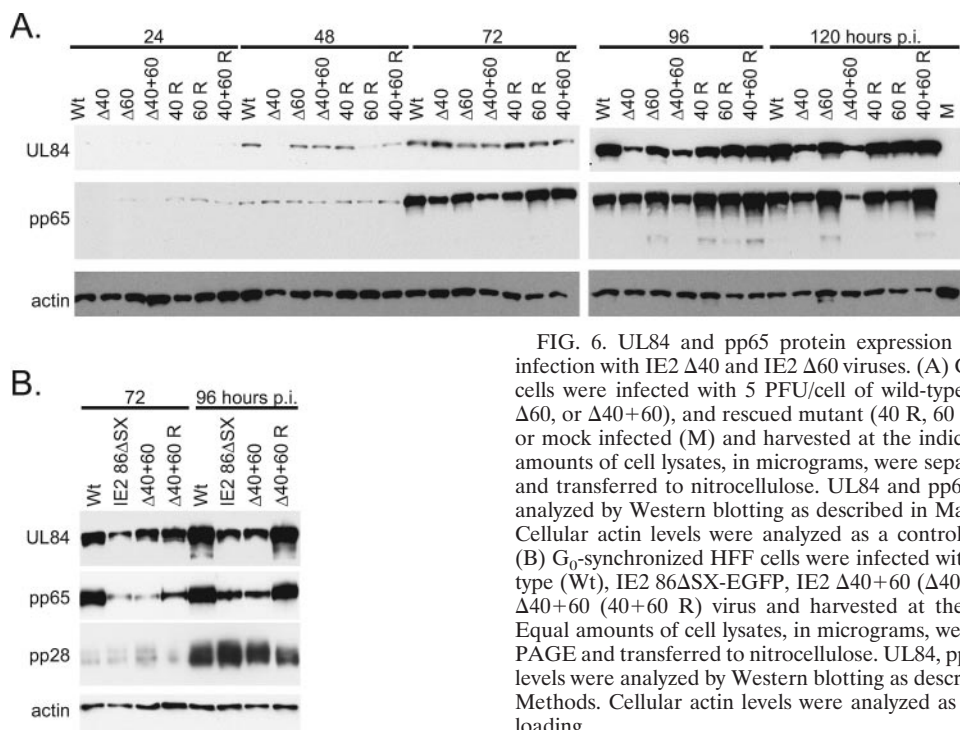 A.
24 48 72 96 120 hours p.i.
Wt Δ40 Δ60 Δ40+60 40 R 60 R 40+60 R Wt Δ40 Δ60 Δ40+60 40 R 60 R 40+60 R Wt Δ40 Δ60 Δ40+60 40 R 60 R 40+60 R Wt Δ40 Δ60 Δ40+60 40 R 60 R 40+60 R Wt Δ40 Δ60 Δ40+60 40 R 60 R 40+60 R M
UL84
pp65
actin
B.
72 96 hours p.i.
Wt IE2 86ΔSX Δ40+60 Δ40+60 R Wt IE2 86ΔSX Δ40+60 Δ40+60 R
UL84
pp65
pp28
actin
FIG. 6. UL84 and pp65 protein expression
infection with IE2 Δ40 and IE2 Δ60 viruses. (A)
cells were infected with 5 PFU/cell of wild-type
Δ60, or Δ40+60), and rescued mutant (40 R, 60
or mock infected (M) and harvested at the indic
amounts of cell lysates, in micrograms, were sepa
and transferred to nitrocellulose. UL84 and pp6
analyzed by Western blotting as described in Ma
Cellular actin levels were analyzed as a control
(B) G₀-synchronized HFF cells were infected wit
type (Wt), IE2 86ΔSX-EGFP, IE2 Δ40+60 (Δ40
Δ40+60 (40+60 R) virus and harvested at the
Equal amounts of cell lysates, in micrograms, we
PAGE and transferred to nitrocellulose. UL84, pp
levels were analyzed by Western blotting as descr
Methods. Cellular actin levels were analyzed as
loading